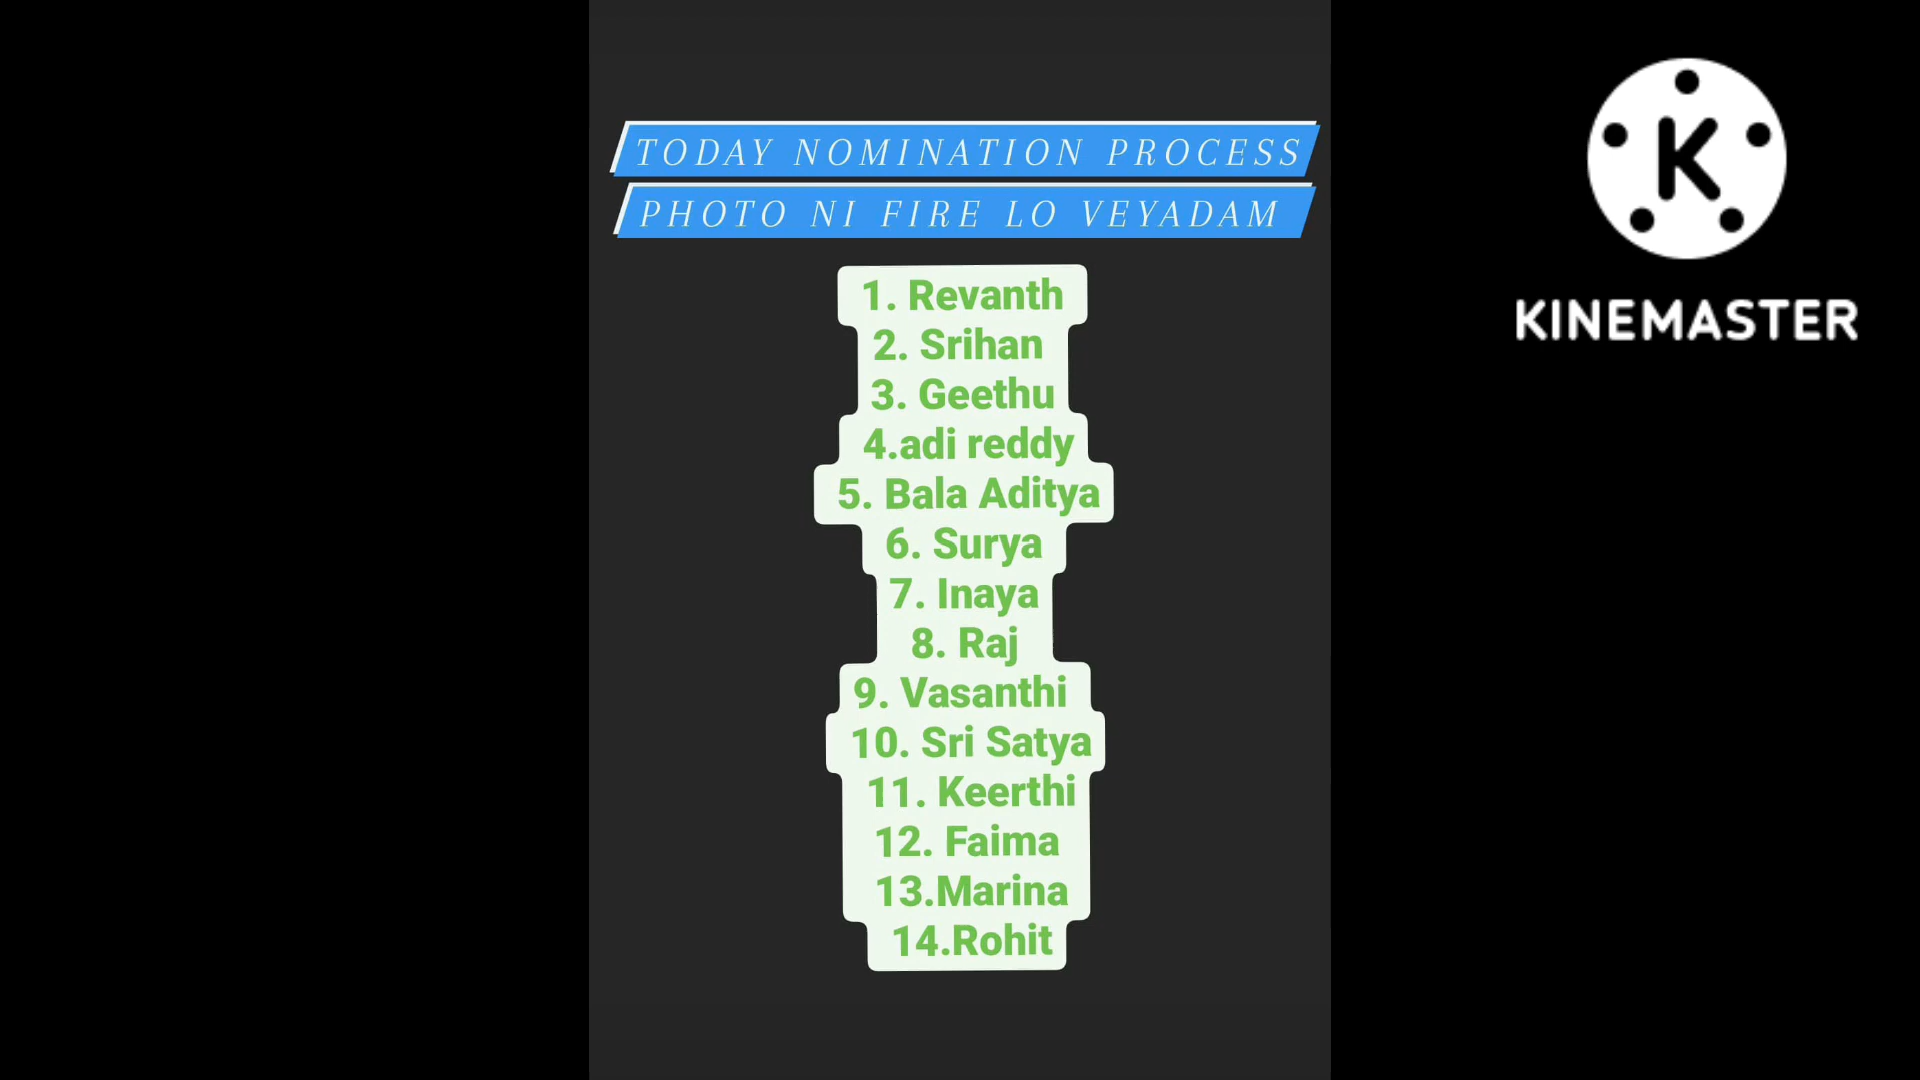 TODAY NOMINATION PROCESS
PHOTO NI FIRE LO VEYADAM
1. Revanth
2. Srihan
3. Geethu
4.adi reddy
5. Bala Aditya
6. Surya
7. Inaya
8. Raj
9. Vasanthi
10. Sri Satya
11. Keerthi
12. Faima
13.Marina
14.Rohit
K
KINEMASTER